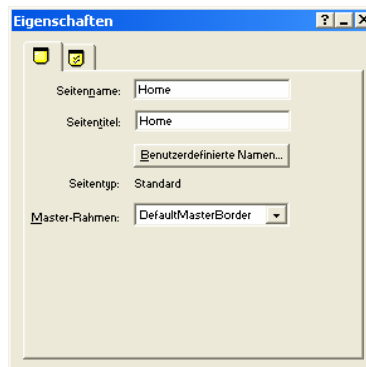 Eigenschaften
Seitenname: Home
Seitentitel: Home
Benutzerdefinierte Namen...
Seitentyp: Standard
Master-Rahmen: DefaultMasterBorder